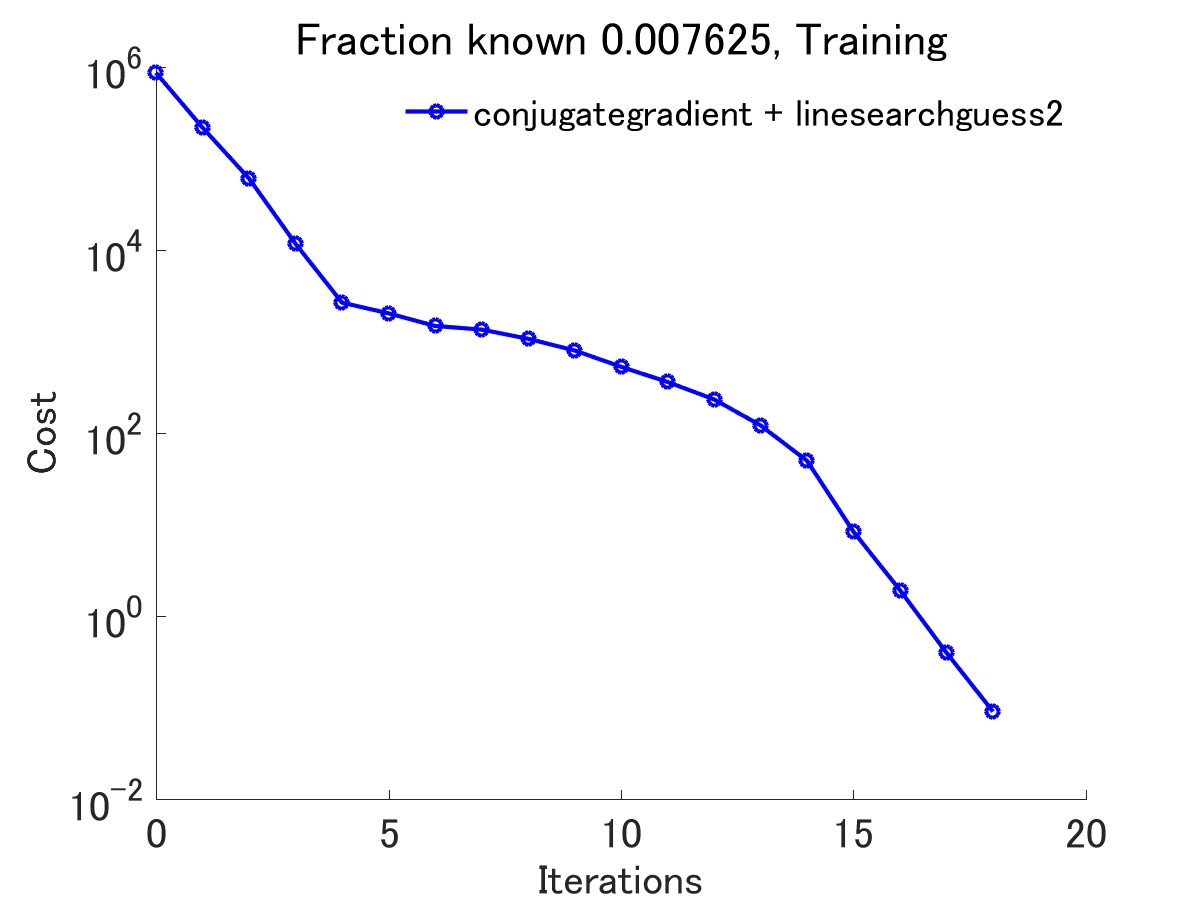 Fraction known 0.007625, Training
conjugategradient + linesearchguess2
10^6
10^4
10^2
10^0
10^-2
Cost
0 5 10 15 20
Iterations